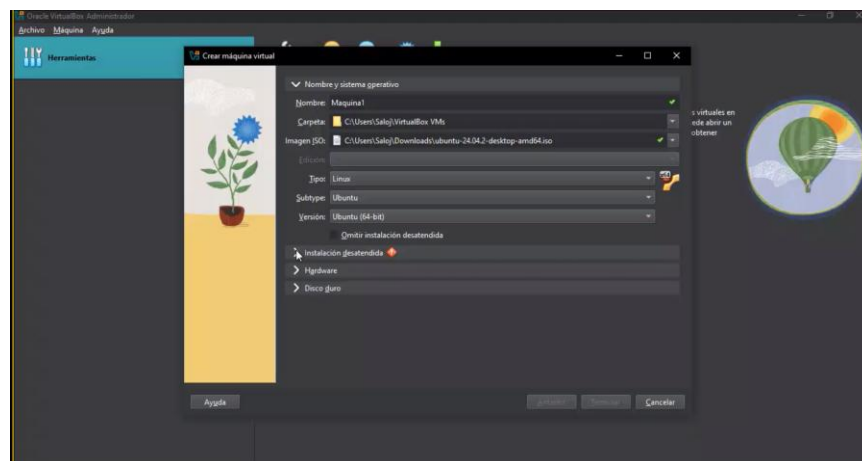 Oracle VirtualBox Administrador
Archivo Máquina Ayuda
Herramientas
Crear máquina virtual
Nombre y sistema operativo
Nombre: Maquina1
Carpeta: C:\Users\Saloj\VirtualBox VMs
Imagen ISO: C:\Users\Saloj\Downloads\ubuntu-24.04.2-desktop-amd64.iso
Edición:
Tipo: Linux
Subtype: Ubuntu
Versión: Ubuntu (64-bit)
Omitir instalación desatendida
Instalación desatendida
Hardware
Disco duro
s virtuales en
ede abrir un
obtener
Ayuda
Anterior
Terminar
Cancelar